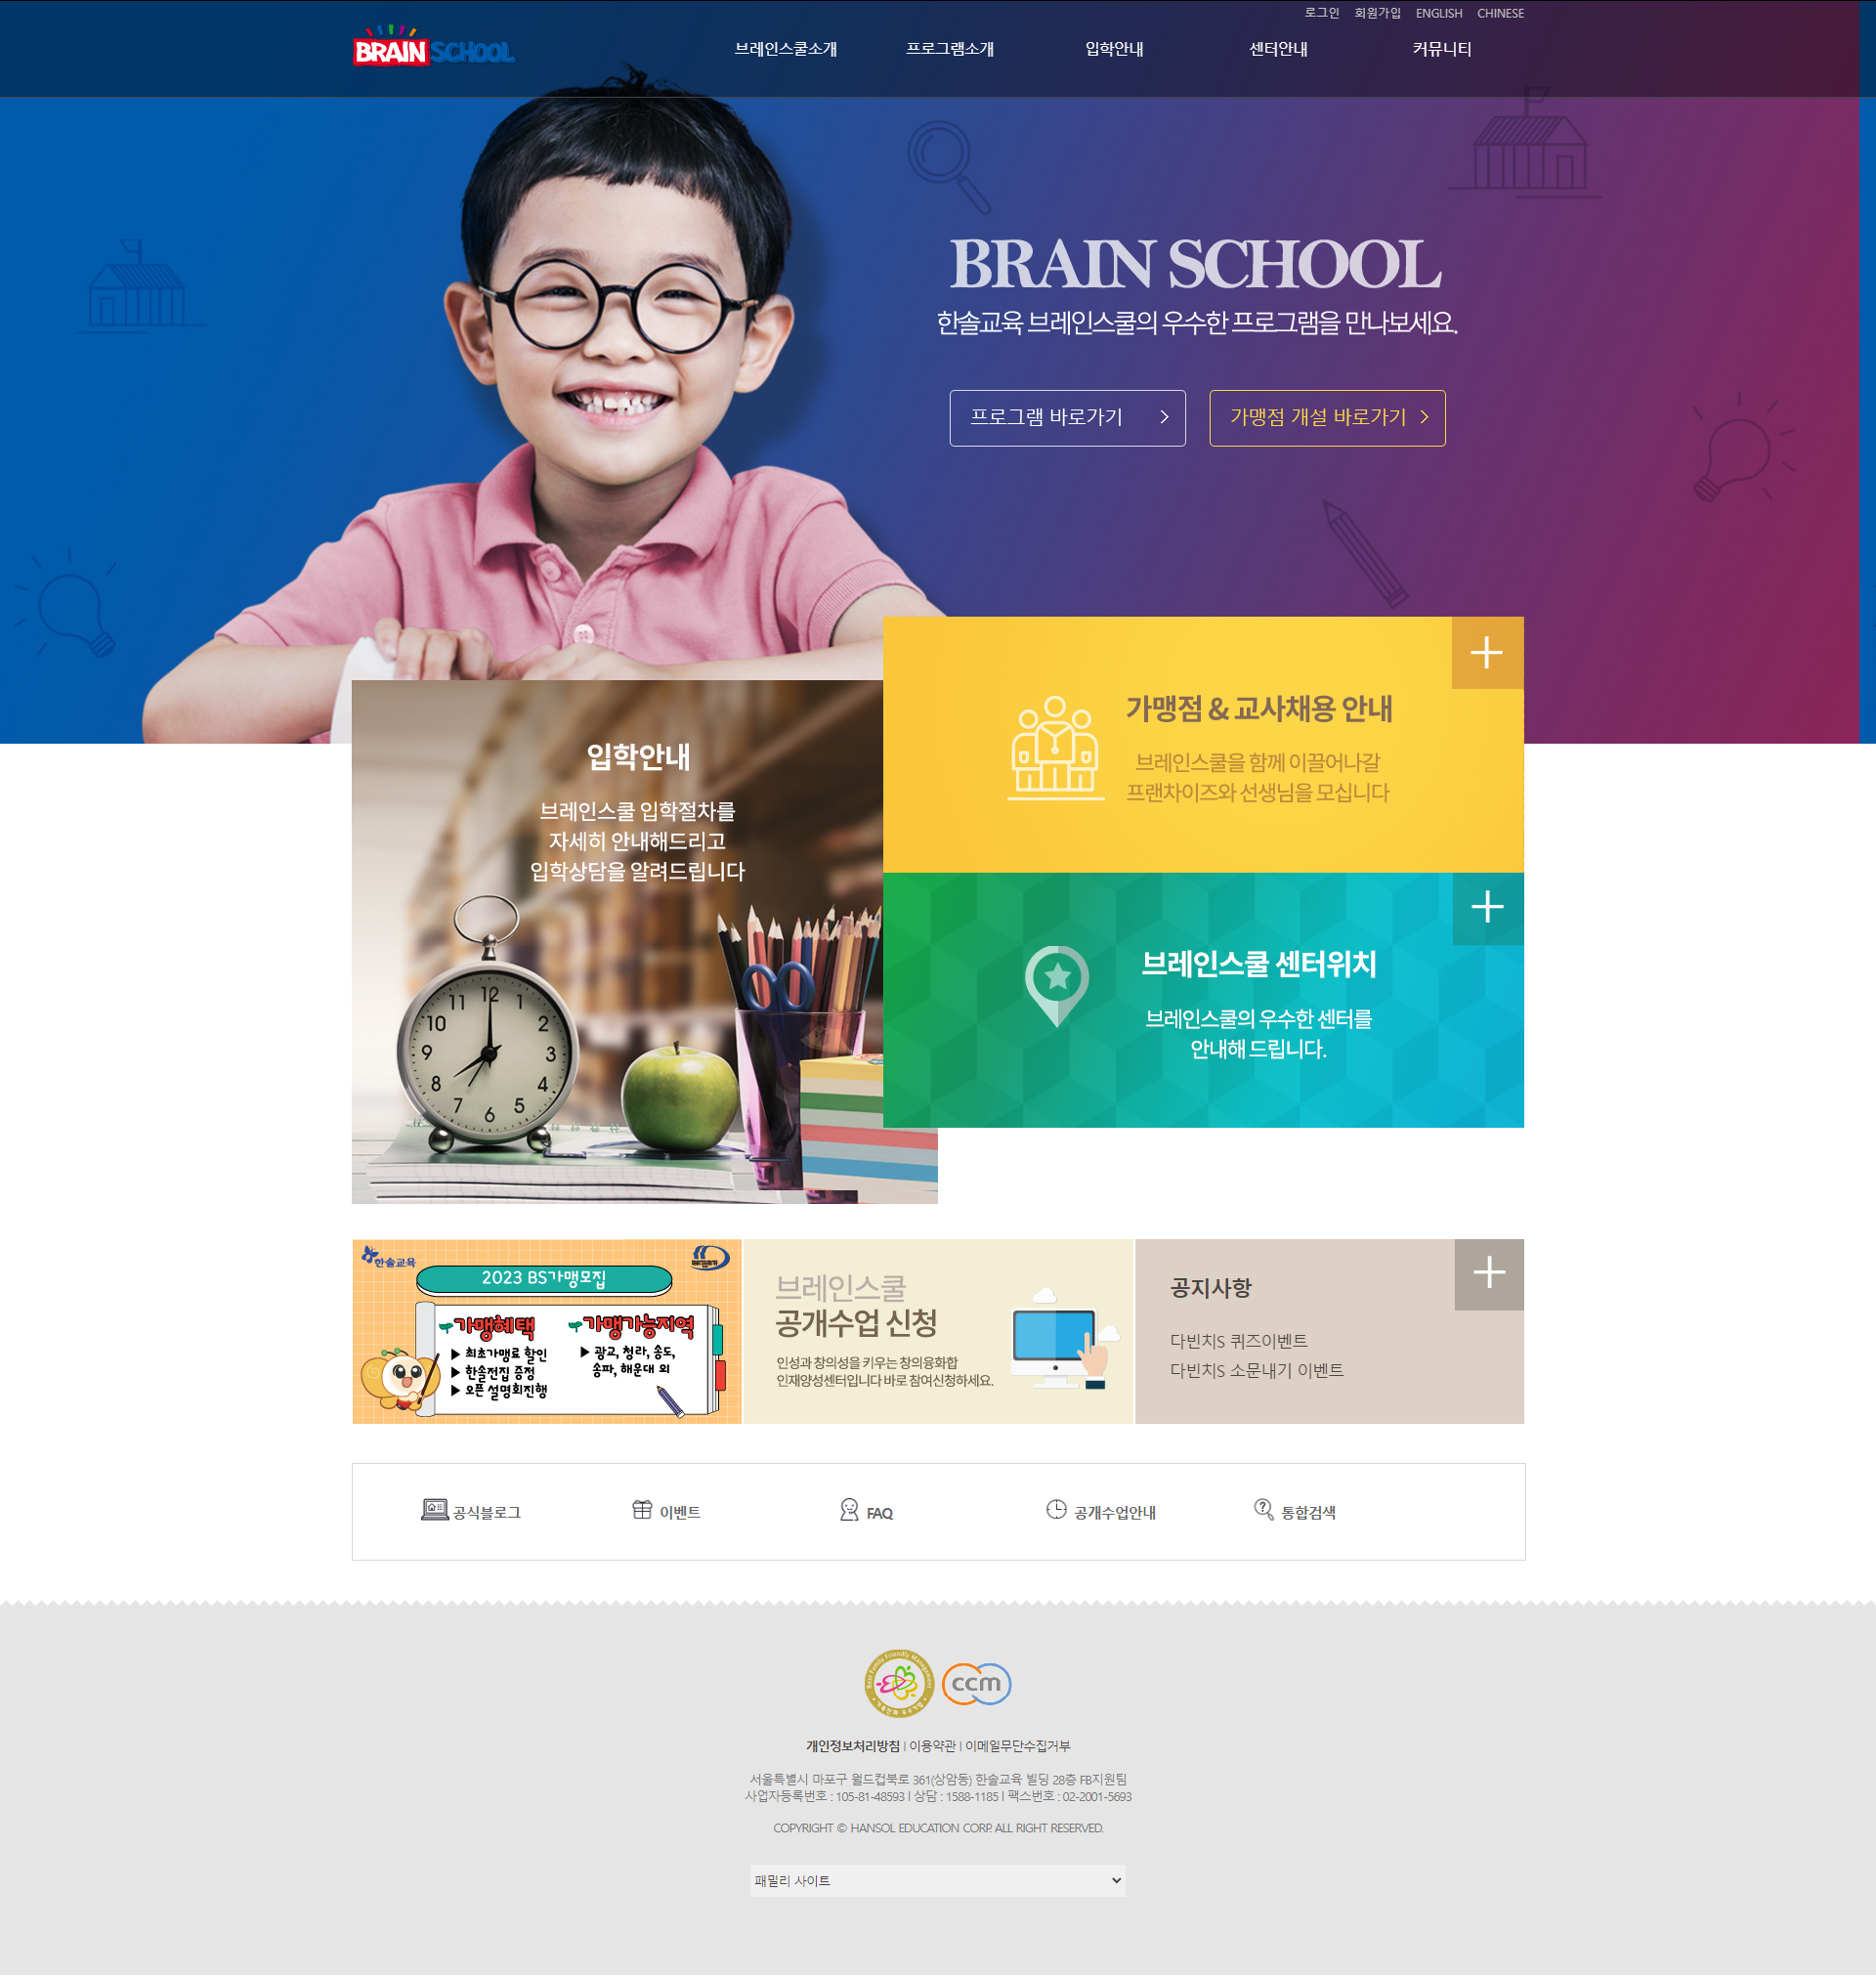 로그인 회원가입 ENGLISH CHINESE
BRAIN SCHOOL
브레인스쿨소개 프로그램소개 입학안내 센터안내 커뮤니티
BRAIN SCHOOL
한솔교육 브레인스쿨의 우수한 프로그램을 만나보세요.
프로그램 바로가기
가맹점 개설 바로가기
가맹점 & 교사채용 안내
브레인스쿨을 함께 이끌어나갈
프랜차이즈와 선생님을 모십니다
입학안내
브레인스쿨 입학절차를
자세히 안내해드리고
입학상담을 알려드립니다
12
11
10
2
9
3
8
4
7
5
6
브레인스쿨 센터위치
브레인스쿨의 우수한 센터를
안내해 드립니다.
한솔교육
2023 BS가맹모집
가맹혜택
▶ 최초가맹료 할인
▶ 한솔전집 증정
▶ 오픈 설명회진행
가맹가능지역
▶ 광교, 청라, 송도,
송파, 해운대 외
브레인스쿨
공개수업 신청
인성과 창의성을 키우는 창의융화합
인재양성센터입니다 바로 참여신청하세요.
공지사항
다빈치S 퀴즈이벤트
다빈치S 소문내기 이벤트
공식블로그 이벤트 FAQ 공개수업안내 통합검색
Best Family Friendly Management
ccm
개인정보처리방침 | 이용약관 | 이메일무단수집거부
서울특별시 마포구 월드컵북로 361(상암동) 한솔교육 빌딩 28층 FB지원팀
사업자등록번호 : 105-81-48593 | 상담 : 1588-1185 | 팩스번호 : 02-2001-5693
COPYRIGHT © HANSOL EDUCATION CORP. ALL RIGHT RESERVED.
패밀리 사이트